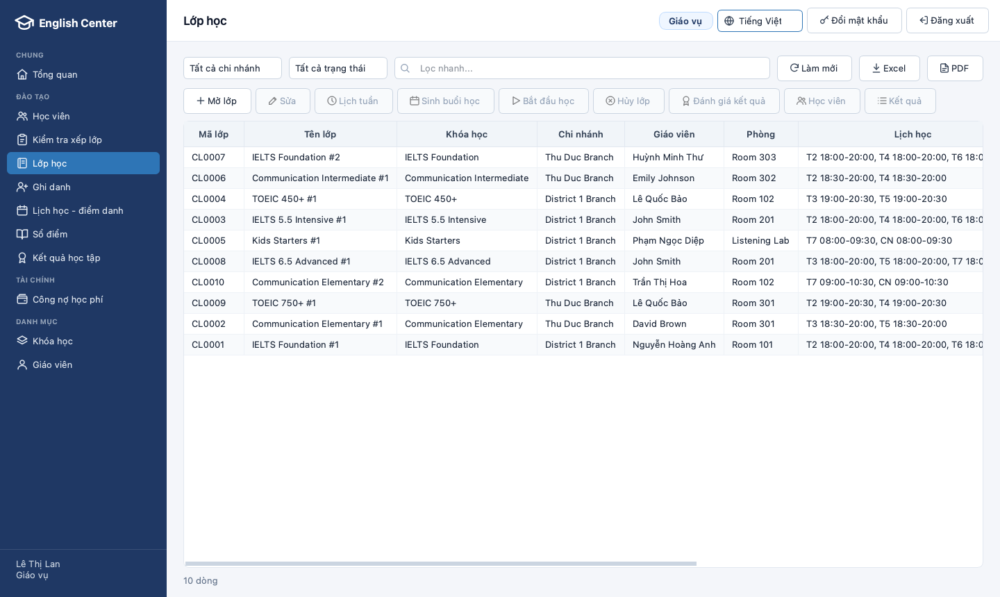 English Center
CHUNG
Tổng quan
ĐÀO TẠO
Học viên
Kiểm tra xếp lớp
Lớp học
Ghi danh
Lịch học - điểm danh
Sổ điểm
Kết quả học tập
TÀI CHÍNH
Công nợ học phí
DANH MỤC
Khóa học
Giáo viên
Lê Thị Lan
Giáo vụ
Lớp học
Giáo vụ
Tiếng Việt
Đổi mật khẩu
Đăng xuất
Tất cả chi nhánh
Tất cả trạng thái
Lọc nhanh...
Làm mới
Excel
PDF
Mở lớp
Sửa
Lịch tuần
Sinh buổi học
Bắt đầu học
Hủy lớp
Đánh giá kết quả
Học viên
Kết quả
Mã lớp Tên lớp Khóa học Chi nhánh Giáo viên Phòng Lịch học
CL0007 IELTS Foundation #2 IELTS Foundation Thu Duc Branch Huỳnh Minh Thư Room 303 T2 18:00-20:00, T4 18:00-20:00, T6 18:0
CL0006 Communication Intermediate #1 Communication Intermediate Thu Duc Branch Emily Johnson Room 302 T2 18:30-20:00, T4 18:30-20:00
CL0004 TOEIC 450+ #1 TOEIC 450+ District 1 Branch Lê Quốc Bảo Room 102 T3 19:00-20:30, T5 19:00-20:30
CL0003 IELTS 5.5 Intensive #1 IELTS 5.5 Intensive District 1 Branch John Smith Room 201 T2 18:00-20:00, T4 18:00-20:00, T6 18:0
CL0005 Kids Starters #1 Kids Starters District 1 Branch Phạm Ngọc Diệp Listening Lab T7 08:00-09:30, CN 08:00-09:30
CL0008 IELTS 6.5 Advanced #1 IELTS 6.5 Advanced District 1 Branch John Smith Room 201 T3 18:00-20:00, T5 18:00-20:00, T7 18:0
CL0010 Communication Elementary #2 Communication Elementary District 1 Branch Trần Thị Hoa Room 102 T7 09:00-10:30, CN 09:00-10:30
CL0009 TOEIC 750+ #1 TOEIC 750+ Thu Duc Branch Lê Quốc Bảo Room 301 T2 19:00-20:30, T4 19:00-20:30
CL0002 Communication Elementary #1 Communication Elementary Thu Duc Branch David Brown Room 301 T3 18:30-20:00, T5 18:30-20:00
CL0001 IELTS Foundation #1 IELTS Foundation District 1 Branch Nguyễn Hoàng Anh Room 101 T2 18:00-20:00, T4 18:00-20:00, T6 18:0
10 dòng